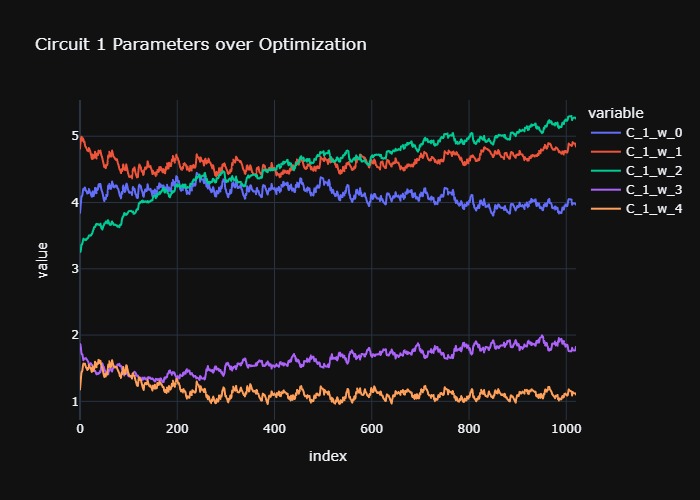 Circuit 1 Parameters over Optimization
variable
C_1_w_0
C_1_w_1
C_1_w_2
C_1_w_3
C_1_w_4
value
5
4
3
2
1
0 200 400 600 800 1000
index